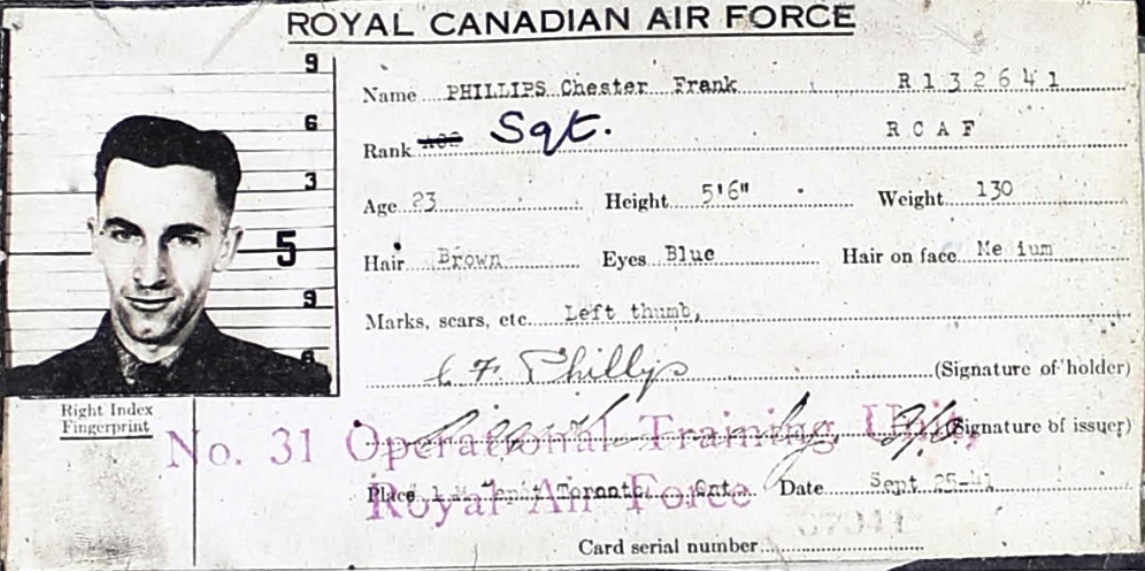 ROYAL CANADIAN AIR FORCE
9
6
3
5
9
6
Name PHILLIPS Chester Frank R132641
Rank Sgt. RCAF
Age 23 Height 5'6" Weight 130
Hair Brown Eyes Blue Hair on face Medium
Marks, scars, etc. Left thumb,
C F Phillips (Signature of holder)
Right Index
Fingerprint
(Signature of issuer)
No. 31 Operational Training Unit,
Place Toronto, Ont. Date Sept 25-41
Royal Air Force
Card serial number